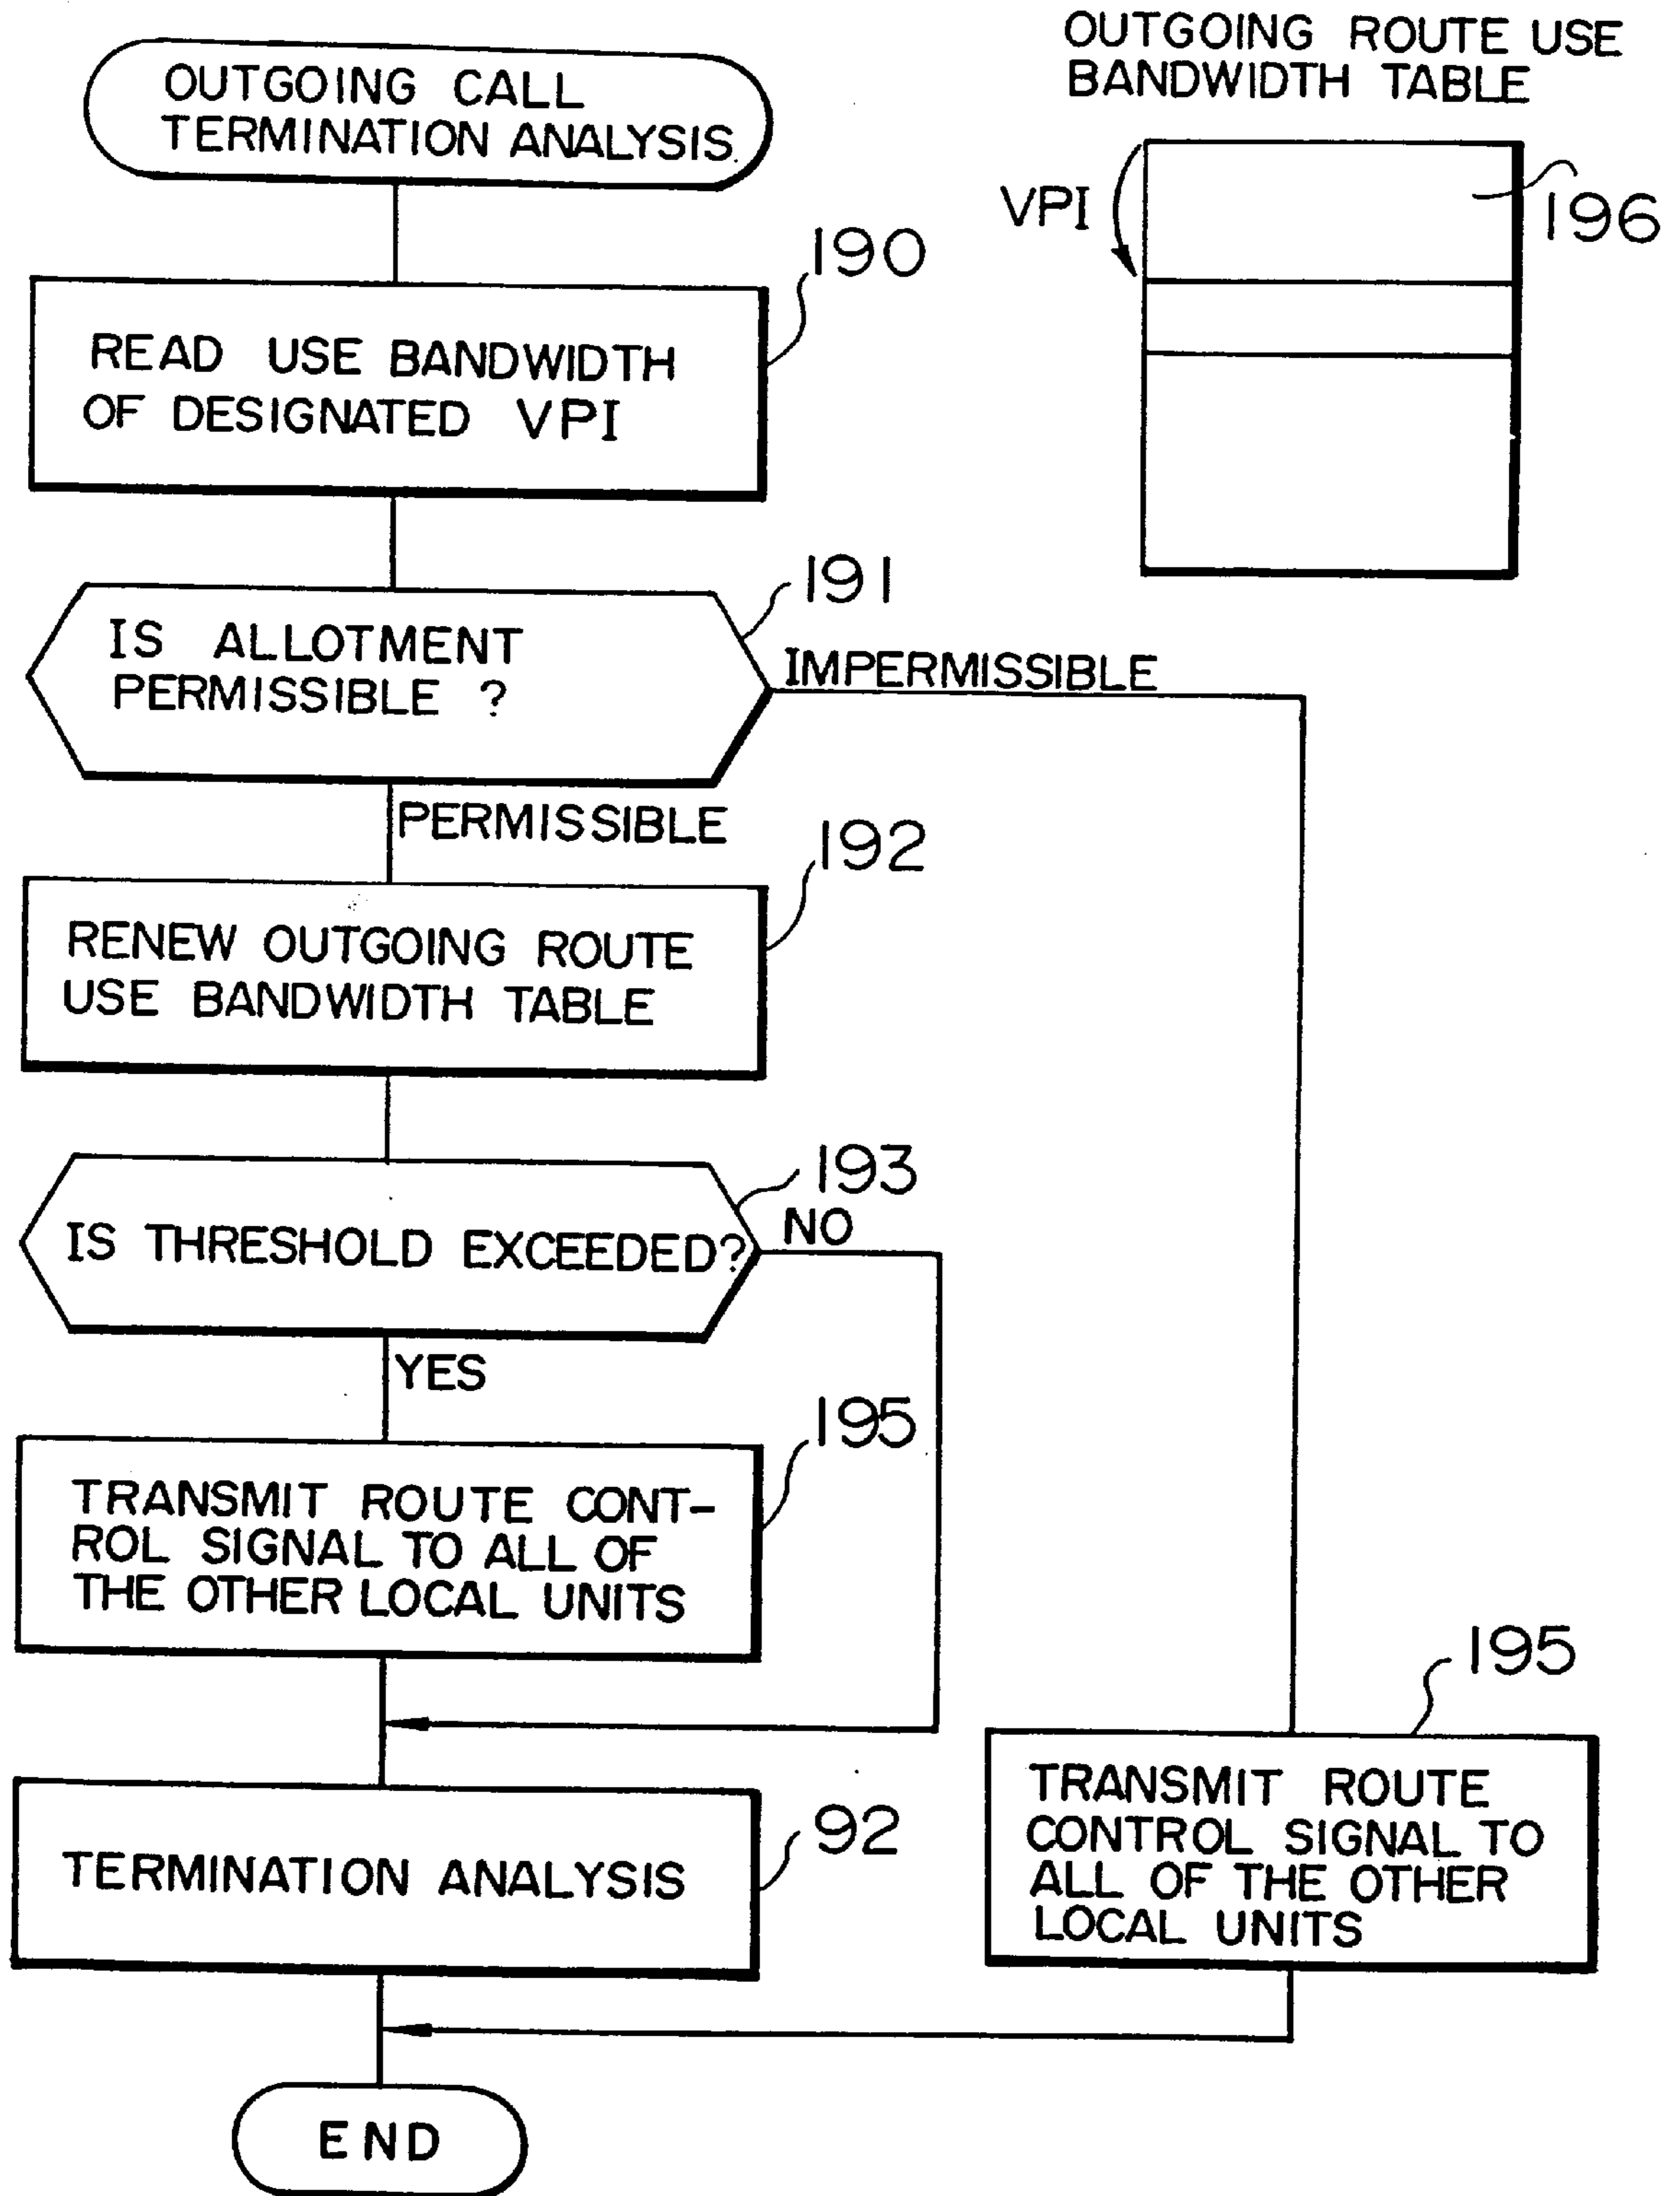 OUTGOING CALL
TERMINATION ANALYSIS
OUTGOING ROUTE USE
BANDWIDTH TABLE
VPI
196
190
READ USE BANDWIDTH
OF DESIGNATED VPI
191
IS ALLOTMENT
PERMISSIBLE ?
IMPERMISSIBLE
PERMISSIBLE
192
RENEW OUTGOING ROUTE
USE BANDWIDTH TABLE
193
IS THRESHOLD EXCEEDED?
NO
YES
195
TRANSMIT ROUTE CONT-
ROL SIGNAL TO ALL OF
THE OTHER LOCAL UNITS
195
TRANSMIT ROUTE
CONTROL SIGNAL TO
ALL OF THE OTHER
LOCAL UNITS
92
TERMINATION ANALYSIS
END